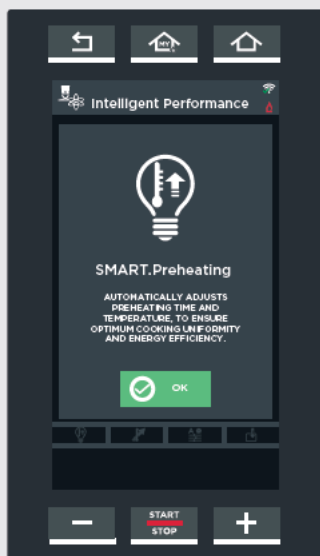 MY
Intelligent Performance
SMART.Preheating
AUTOMATICALLY ADJUSTS
PREHEATING TIME AND
TEMPERATURE, TO ENSURE
OPTIMUM COOKING UNIFORMITY
AND ENERGY EFFICIENCY.
OK
START
STOP